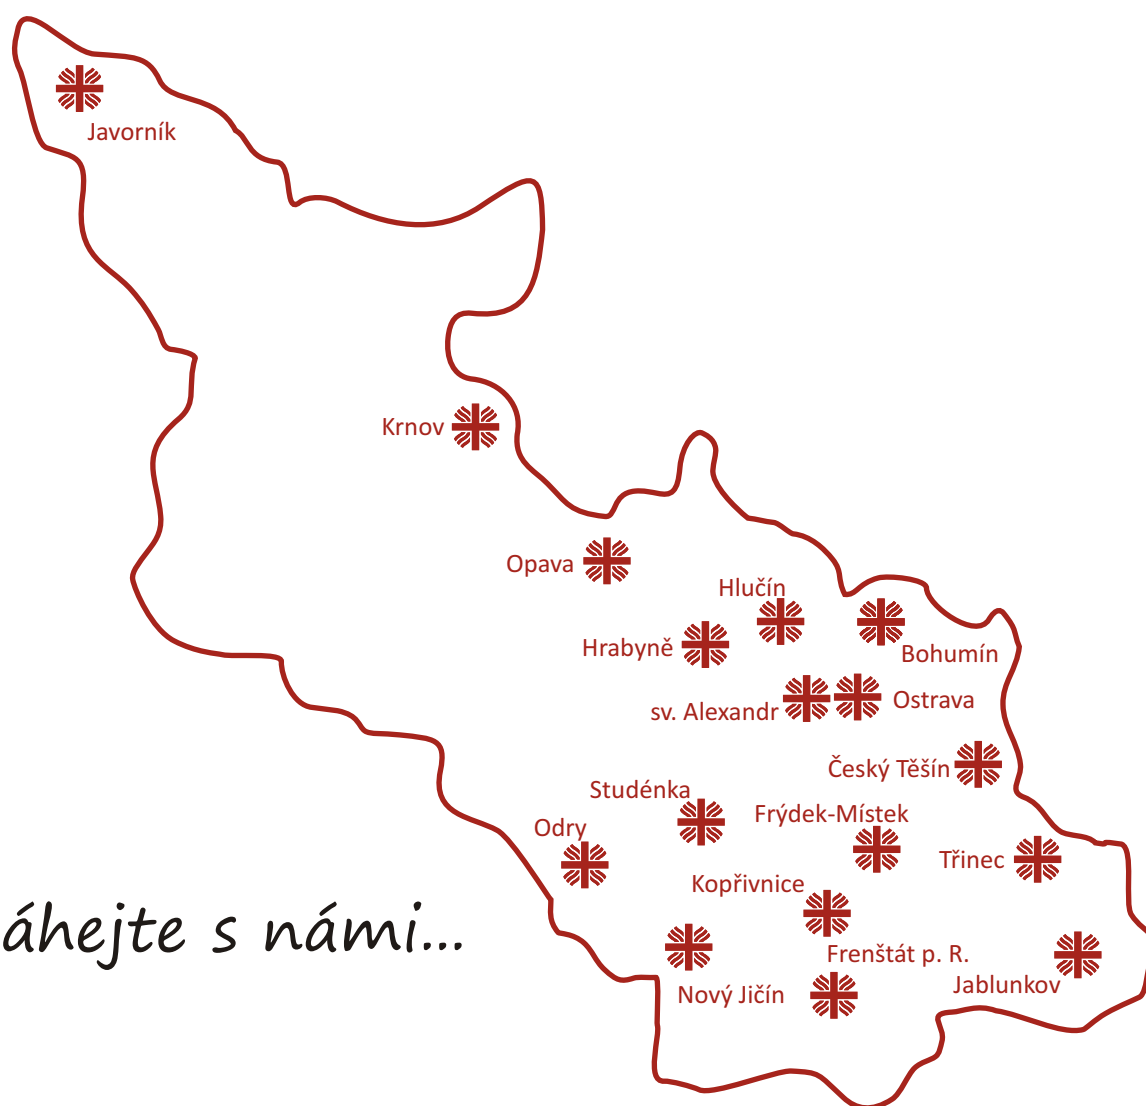 Javorník
Krnov
Opava
Hlučín
Hrabyně
Bohumín
sv. Alexandr
Ostrava
Český Těšín
Studénka
Frýdek-Místek
Odry
Třinec
Kopřivnice
áhejte s námi...
Frenštát p. R.
Jablunkov
Nový Jičín